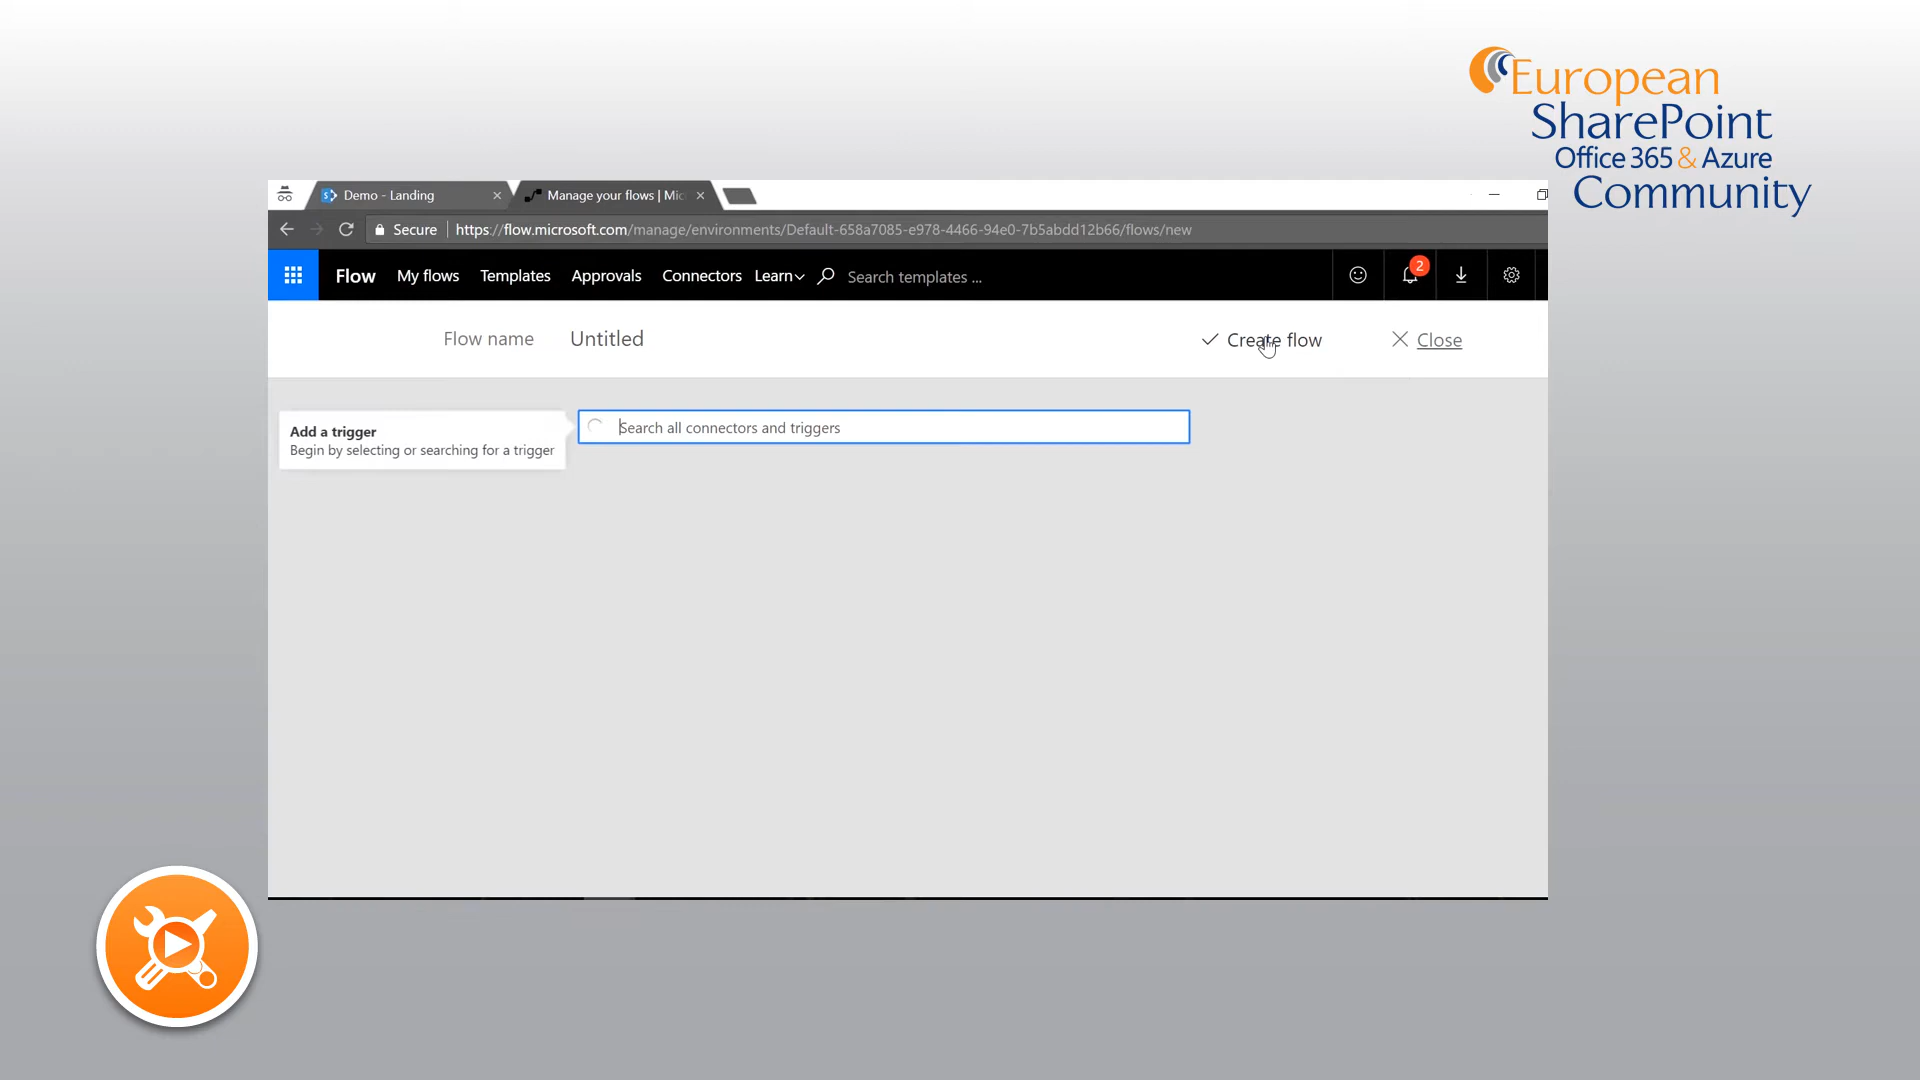 European
SharePoint
Office 365 & Azure
Community
Demo - Landing
Manage your flows | Mic
Secure
https://flow.microsoft.com/manage/environments/Default-658a7085-e978-4466-94e0-7b5abdd12b66/flows/new
Flow My flows Templates Approvals Connectors Learn Search templates ... 2
Flow name Untitled Create flow Close
Add a trigger
Begin by selecting or searching for a trigger
Search all connectors and triggers